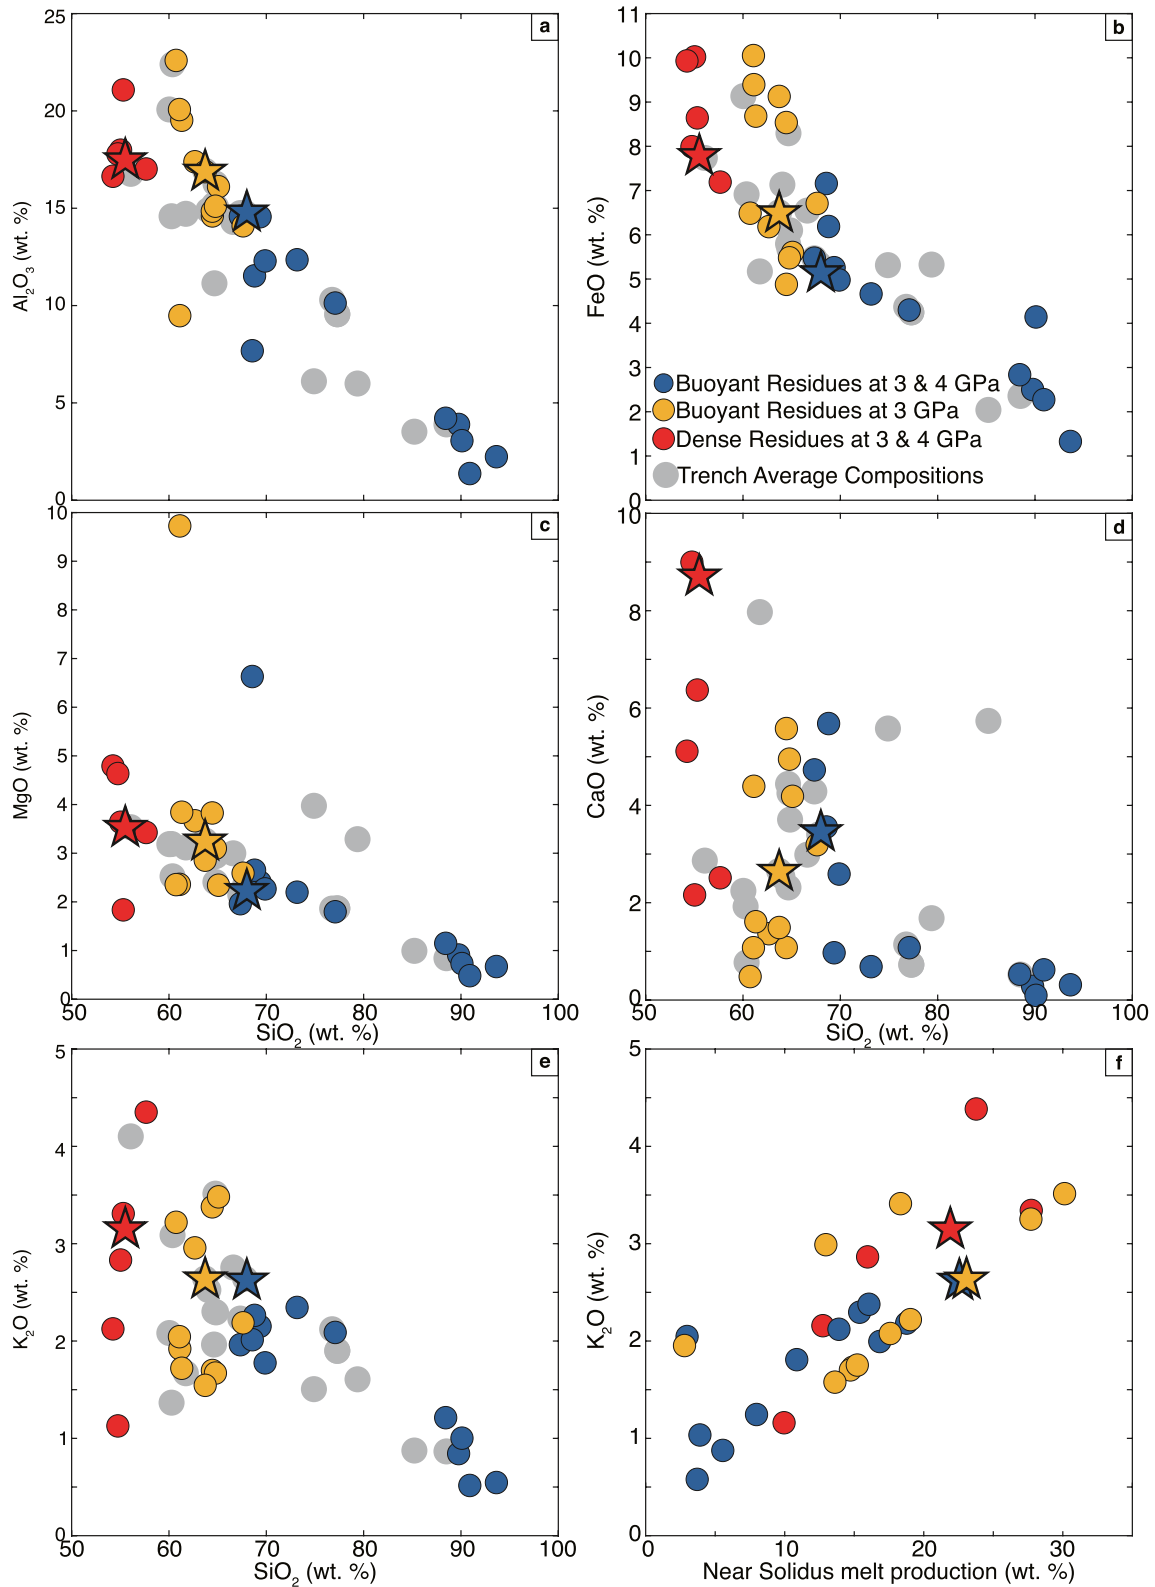 a
25
20
15
10
5
0
Al2O3 (wt. %)
b
11
10
9
8
7
6
5
4
3
2
1
0
FeO (wt. %)
Buoyant Residues at 3 & 4 GPa
Buoyant Residues at 3 GPa
Dense Residues at 3 & 4 GPa
Trench Average Compositions
c
10
9
8
7
6
5
4
3
2
1
0
MgO (wt. %)
50 60 70 80 90 100
SiO2 (wt. %)
d
10
8
6
4
2
0
CaO (wt. %)
50 60 70 80 90 100
SiO2 (wt. %)
e
5
4
3
2
1
0
K2O (wt. %)
50 60 70 80 90 100
SiO2 (wt. %)
f
5
4
3
2
1
0
K2O (wt. %)
0 10 20 30
Near Solidus melt production (wt. %)